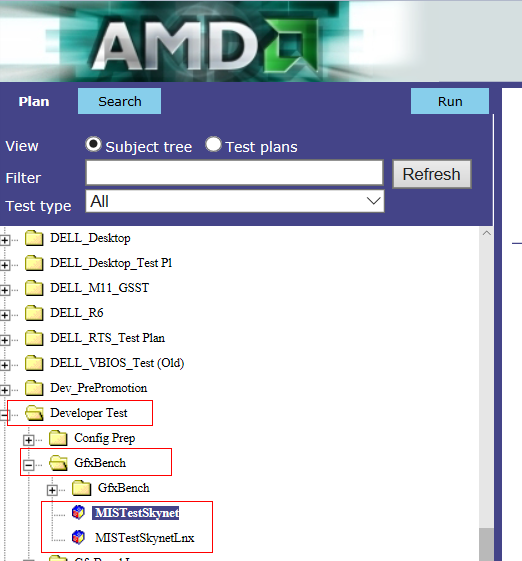 AMD
Plan Search Run
View Subject tree Test plans
Filter Refresh
Test type All
DELL_Desktop
DELL_Desktop_Test Pl
DELL_M11_GSST
DELL_R6
DELL_RTS_Test Plan
DELL_VBIOS_Test (Old)
Dev_PrePromotion
Developer Test
Config Prep
GfxBench
GfxBench
MISTestSkynet
MISTestSkynetLnx